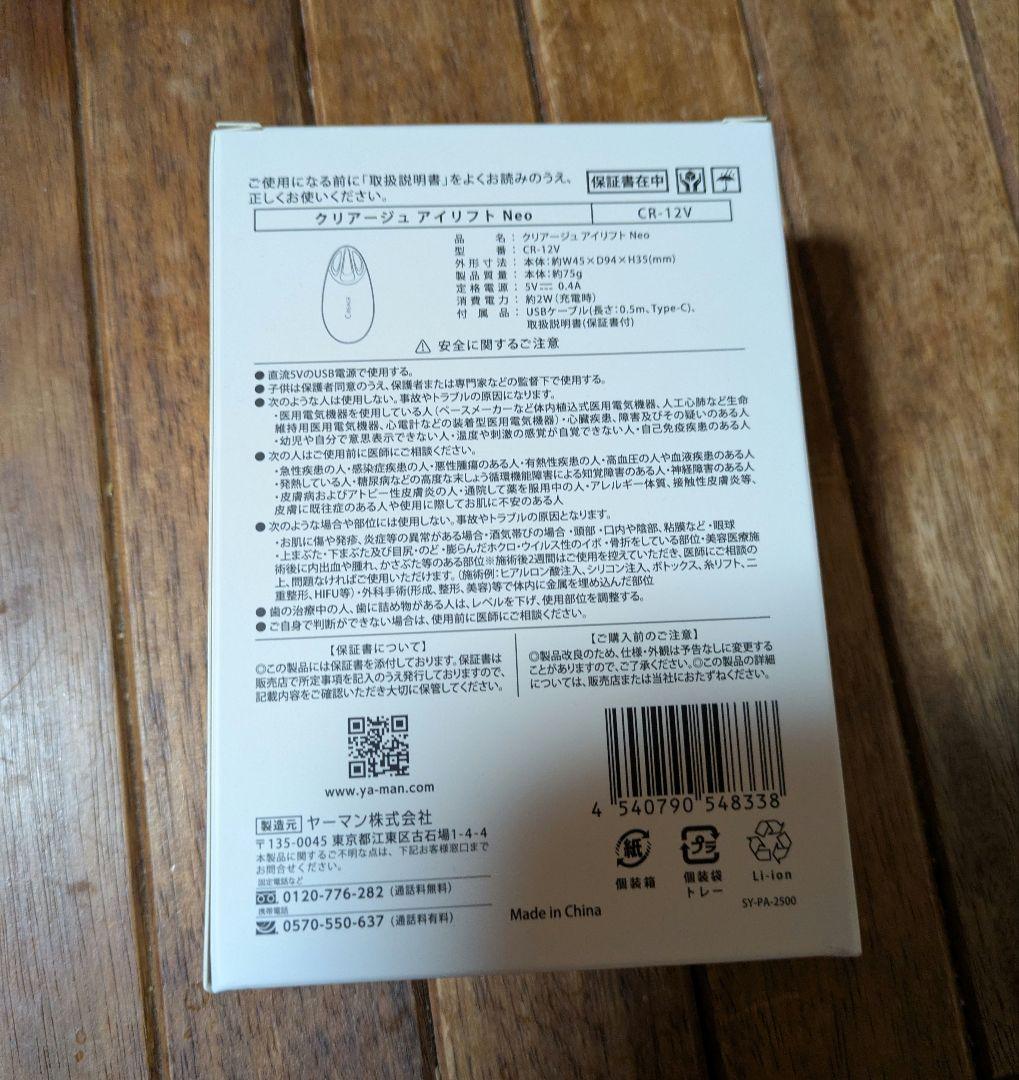 ご使用になる前に「取扱説明書」をよくお読みのうえ、
正しくお使いください。
保証書在中
クリアージュ アイリフト Neo
CR-12V
品名：クリアージュ アイリフト Neo
型番：CR-12V
外形寸法：本体：約W45×D94×H35(mm)
製品質量：本体：約75g
定格電源：5V⎓ 0.4A
消費電力：約2W（充電時）
付属品：USBケーブル（長さ：0.5m、Type-C）、
取扱説明書（保証書付）
⚠ 安全に関するご注意
●直流5VのUSB電源で使用する。
●子供は保護者同意のうえ、保護者または専門家などの監督下で使用する。
●次のような人は使用しない。事故やトラブルの原因になります。
・医用電気機器を使用している人（ペースメーカーなど体内植込式医用電気機器、人工心肺など生命
維持用医用電気機器、心電計などの装着型医用電気機器）・心臓疾患、障害及びその疑いのある人
・幼児や自分で意思表示できない人・温度や刺激の感覚が自覚できない人・自己免疫疾患のある人
●次の人はご使用前に医師にご相談ください。
・急性疾患の人・感染症疾患の人・悪性腫瘍のある人・有熱性疾患の人・高血圧の人や血液疾患のある人
・発熱している人・糖尿病などの高度な末しょう循環機能障害による知覚障害のある人・神経障害のある人
・皮膚病およびアトピー性皮膚炎の人・通院して薬を服用中の人・アレルギー体質、接触性皮膚炎等、
皮膚に既往症のある人や使用に際してお肌に不安のある人
●次のような場合や部位には使用しない。事故やトラブルの原因となります。
・お肌に傷や発疹、炎症等の異常がある場合・酒気帯びの場合・頭部・口内や陰部、粘膜など・眼球
・上まぶた・下まぶた及び目尻・のど・膨らんだホクロ・ウイルス性のイボ・骨折をしている部位・美容医療施
術後に内出血や腫れ、かさぶた等のある部位※施術後2週間はご使用を控えていただき、医師にご相談の
上、問題なければご使用いただけます。（施術例：ヒアルロン酸注入、シリコン注入、ボトックス、糸リフト、二
重整形、HIFU等）・外科手術（形成、整形、美容）等で体内に金属を埋め込んだ部位
●歯の治療中の人、歯に詰め物がある人は、レベルを下げ、使用部位を調整する。
●ご自身で判断ができない場合は、使用前に医師にご相談ください。
【保証書について】
◎この製品には保証書を添付しております。保証書は
販売店で所定事項を記入のうえ発行しておりますので、
記載内容をご確認いただき大切に保管してください。
【ご購入前のご注意】
◎製品改良のため、仕様・外観は予告なしに変更する
ことがありますので、ご了承ください。◎この製品の詳細
については、販売店または当社におたずねください。
www.ya-man.com
製造元 ヤーマン株式会社
〒135-0045 東京都江東区古石場1-4-4
本製品に関するご不明な点は、下記お客様窓口まで
お問合せください。
固定電話など
0120-776-282（通話料無料）
携帯電話
0570-550-637（通話料有料）
4 540790 548338
紙
個装箱
プラ
個装袋
トレー
Li-ion
Made in China
SY-PA-2500